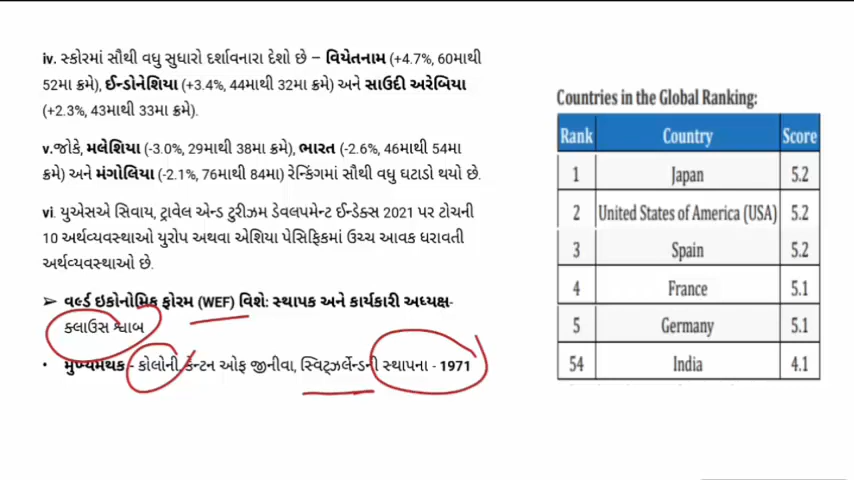 iv. સ્કોરમાં સૌથી વધુ સુધારો દર્શાવનારા દેશો છે – વિયેતનામ (+4.7%, 60માથી
52મા ક્રમે), ઈન્ડોનેશિયા (+3.4%, 44માથી 32મા ક્રમે) અને સાઉદી અરેબિયા
(+2.3%, 43માથી 33મા ક્રમે).
v.જોકે, મલેશિયા (-3.0%, 29માથી 38મા ક્રમે), ભારત (-2.6%, 46માથી 54મા
ક્રમે) અને મંગોલિયા (-2.1%, 76માથી 84મા) રેન્કિંગમાં સૌથી વધુ ઘટાડો થયો છે.
vi. યુએસએ સિવાય, ટ્રાવેલ એન્ડ ટુરીઝમ ડેવલપમેન્ટ ઈન્ડેક્સ 2021 પર ટોચની
10 અર્થવ્યવસ્થાઓ યુરોપ અથવા એશિયા પેસિફિકમાં ઉચ્ચ આવક ધરાવતી
અર્થવ્યવસ્થાઓ છે.
➢ વર્લ્ડ ઇકોનોમિક ફોરમ (WEF) વિશે: સ્થાપક અને કાર્યકારી અધ્યક્ષ-
ક્લાઉસ શ્વાબ
• મુખ્યમથક - કોલોની, કેન્ટન ઓફ જીનીવા, સ્વિટ્ઝર્લેન્ડની સ્થાપના - 1971
Countries in the Global Ranking:
Rank Country Score
1 Japan 5.2
2 United States of America (USA) 5.2
3 Spain 5.2
4 France 5.1
5 Germany 5.1
54 India 4.1